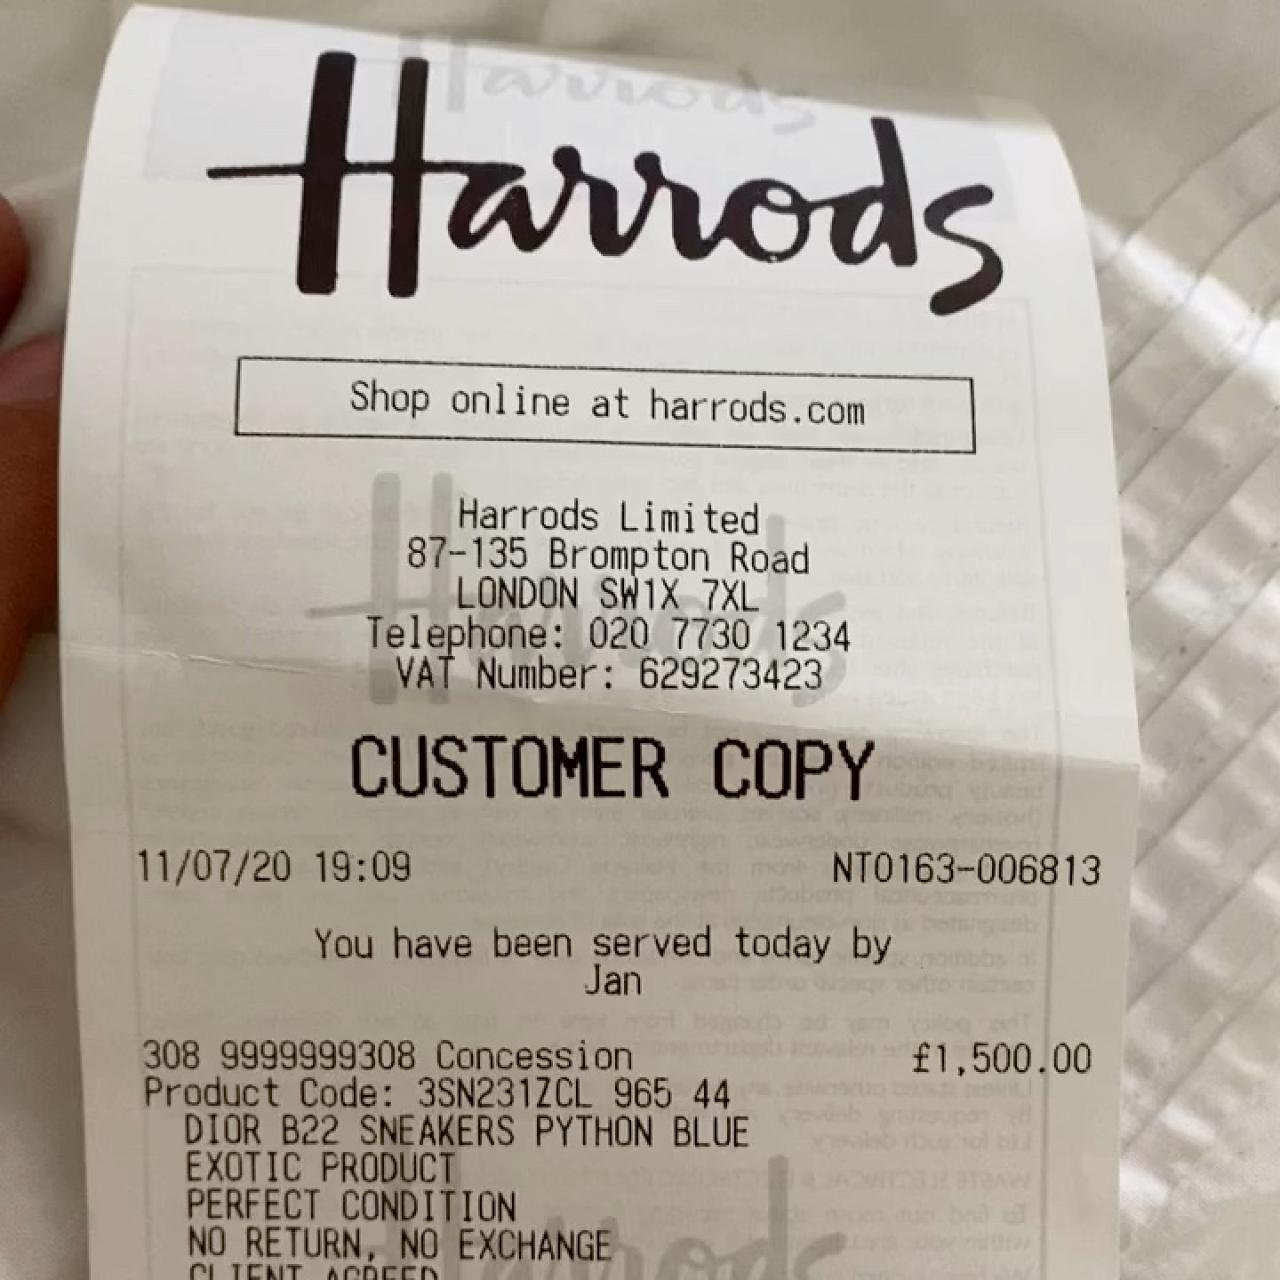 Harrods
Shop online at harrods.com
Harrods Limited
87-135 Brompton Road
LONDON SW1X 7XL
Telephone: 020 7730 1234
VAT Number: 629273423
CUSTOMER COPY
11/07/20 19:09 NT0163-006813
You have been served today by
Jan
308 9999999308 Concession £1,500.00
Product Code: 3SN231ZCL 965 44
DIOR B22 SNEAKERS PYTHON BLUE
EXOTIC PRODUCT
PERFECT CONDITION
NO RETURN, NO EXCHANGE
CLIENT AGREED